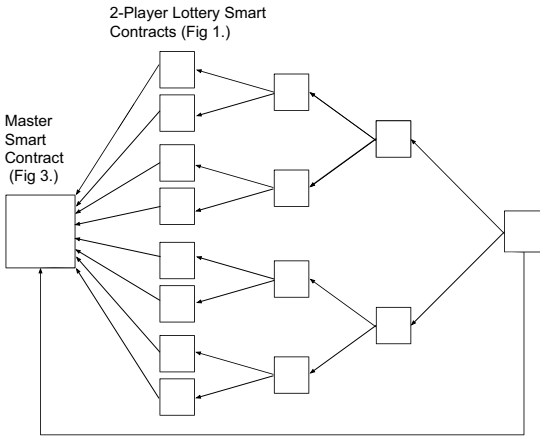 2-Player Lottery Smart
Contracts (Fig 1.)
Master
Smart
Contract
(Fig 3.)